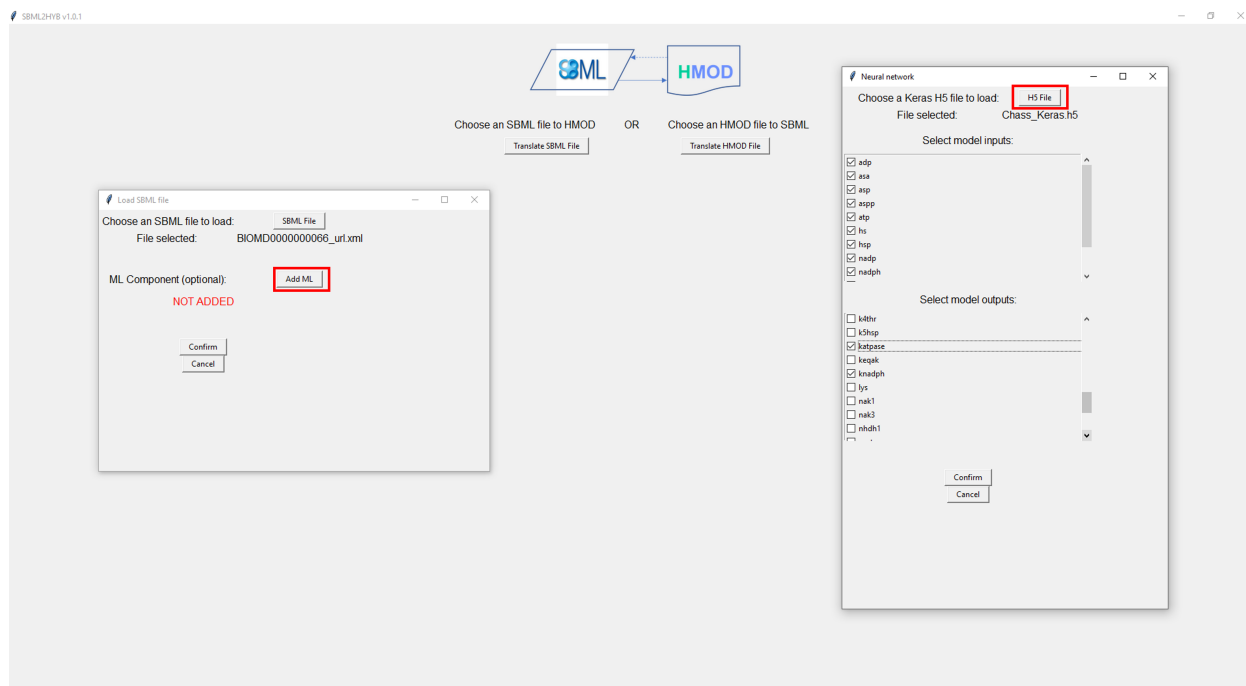 SBML2HYB v1.0.1
SBML
HMOD
Choose an SBML file to HMOD OR Choose an HMOD file to SBML
Translate SBML File Translate HMOD File
Load SBML file
Choose an SBML file to load: SBML File
File selected: BIOMD0000000066_url.xml
ML Component (optional): Add ML
NOT ADDED
Confirm
Cancel
Neural network
Choose a Keras H5 file to load: H5 File
File selected: Chass_Keras.h5
Select model inputs:
adp
asa
asp
aspp
atp
hs
hsp
nadp
nadph
Select model outputs:
k4thr
k5hsp
katpase
keqak
knadph
lys
nak1
nak3
nhdh1
Confirm
Cancel